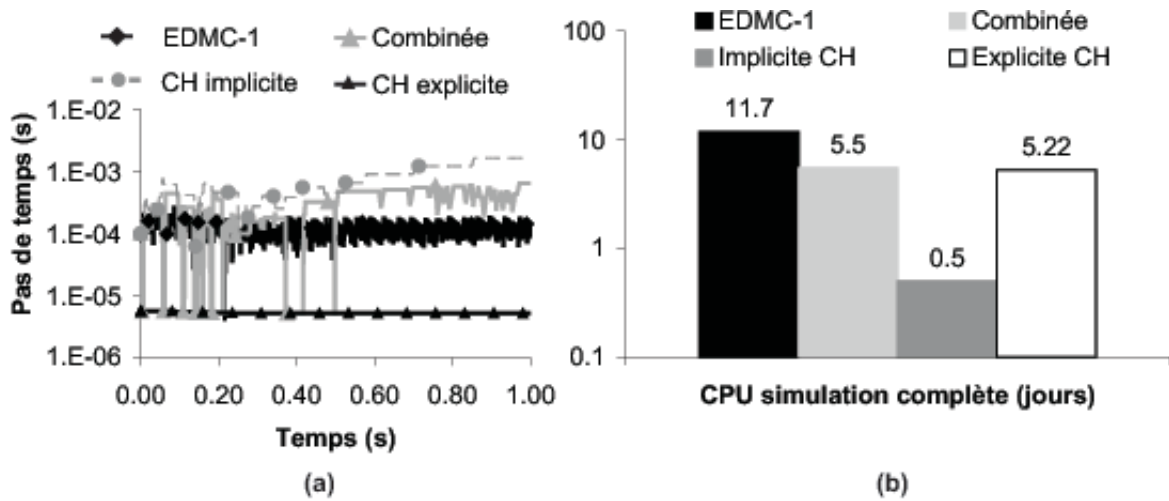 EDMC-1
Combinée
CH implicite
CH explicite
1.E-02
1.E-03
1.E-04
1.E-05
1.E-06
Pas de temps (s)
0.00 0.20 0.40 0.60 0.80 1.00
Temps (s)
(a)
EDMC-1
Combinée
Implicite CH
Explicite CH
100
10
1
0.1
11.7
5.5
0.5
5.22
CPU simulation complète (jours)
(b)